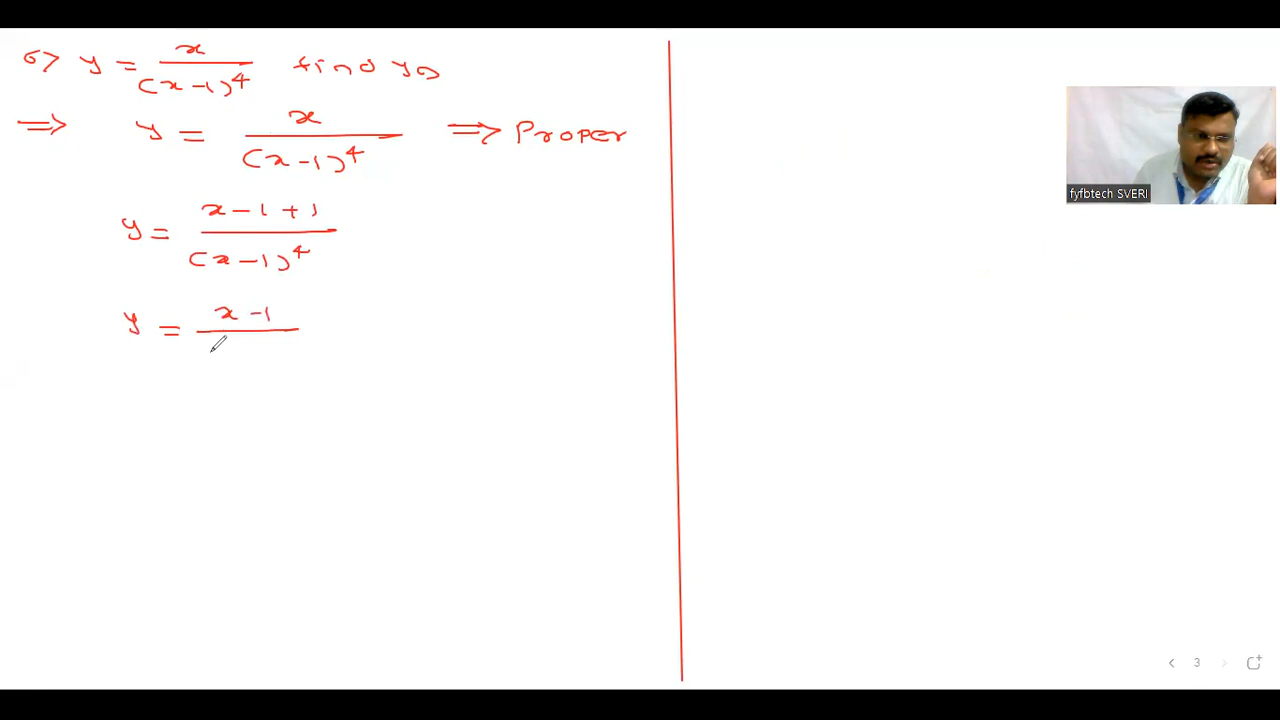 6> y = x/(x-1)^4 find yn
⇒ y = x/(x-1)^4 ⇒ Proper
y = x-1+1/(x-1)^4
y = x-1
fyfbtech SVERI
3